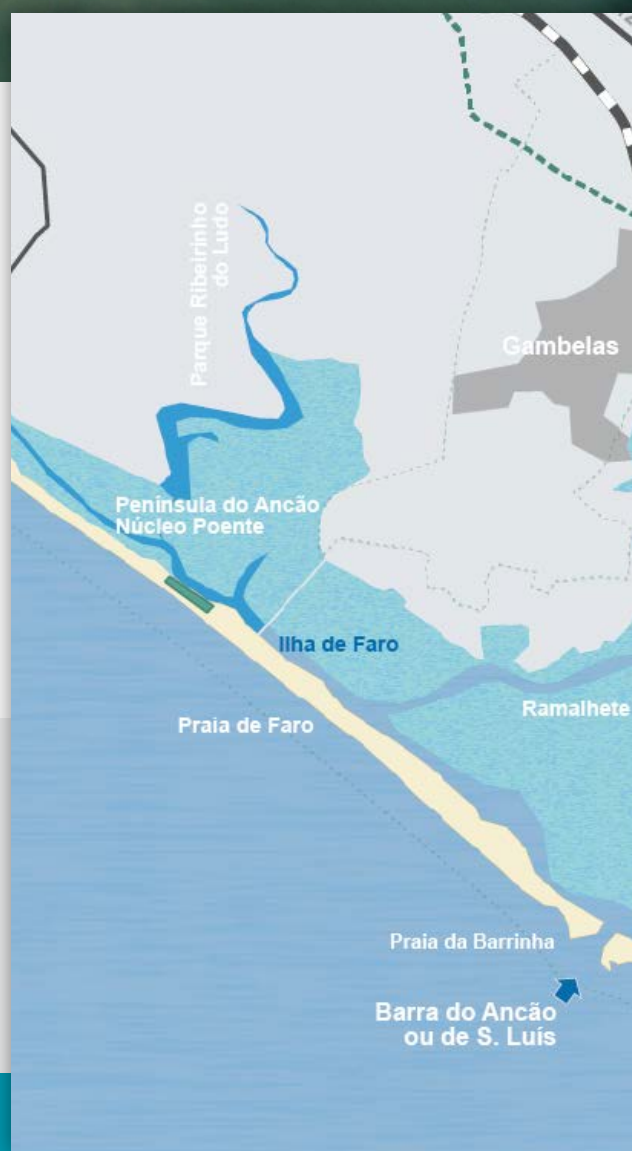 Parque Ribeirinho
do Ludo
Gambelas
Península do Ancão
Núcleo Poente
Ilha de Faro
Ramalhete
Praia de Faro
Praia da Barrinha
Barra do Ancão
ou de S. Luís